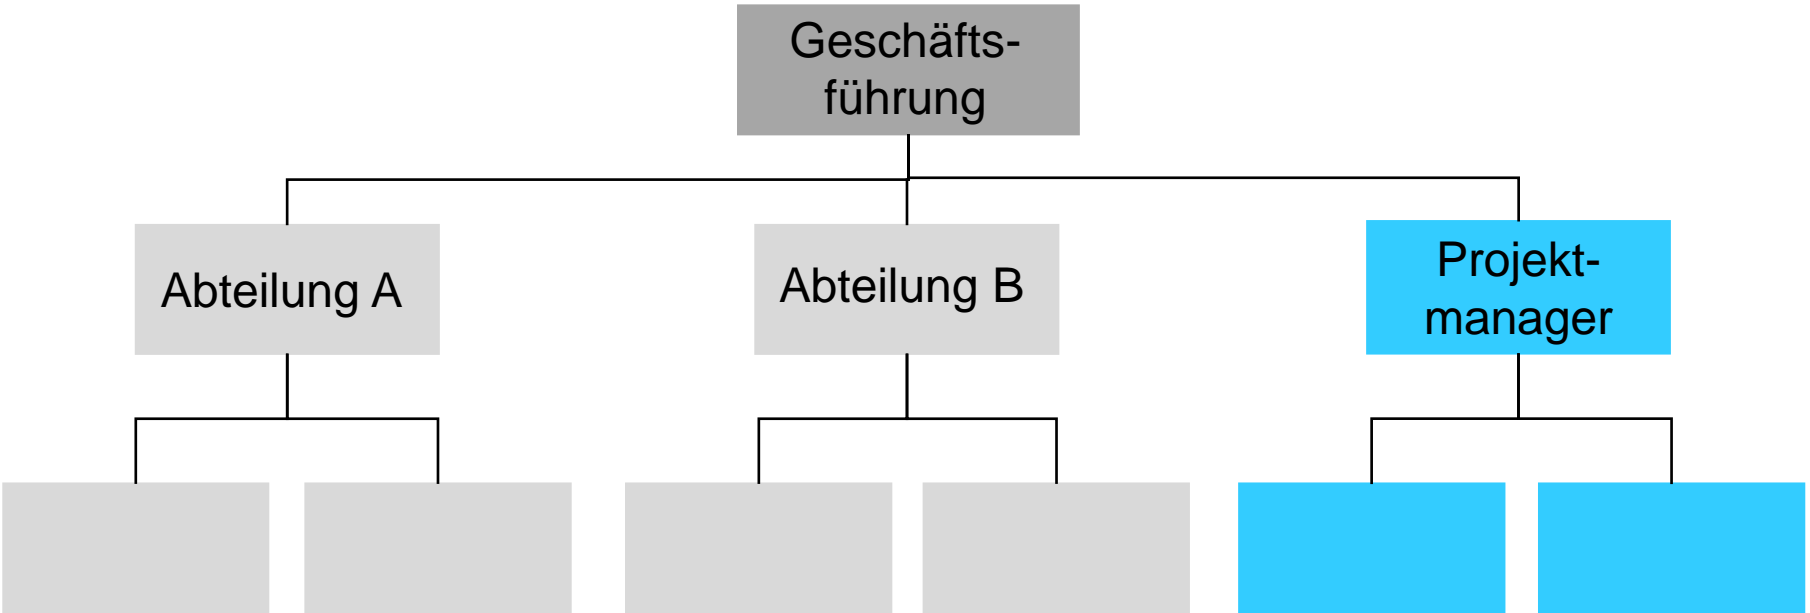 Geschäfts-
führung
Abteilung A
Abteilung B
Projekt-
manager